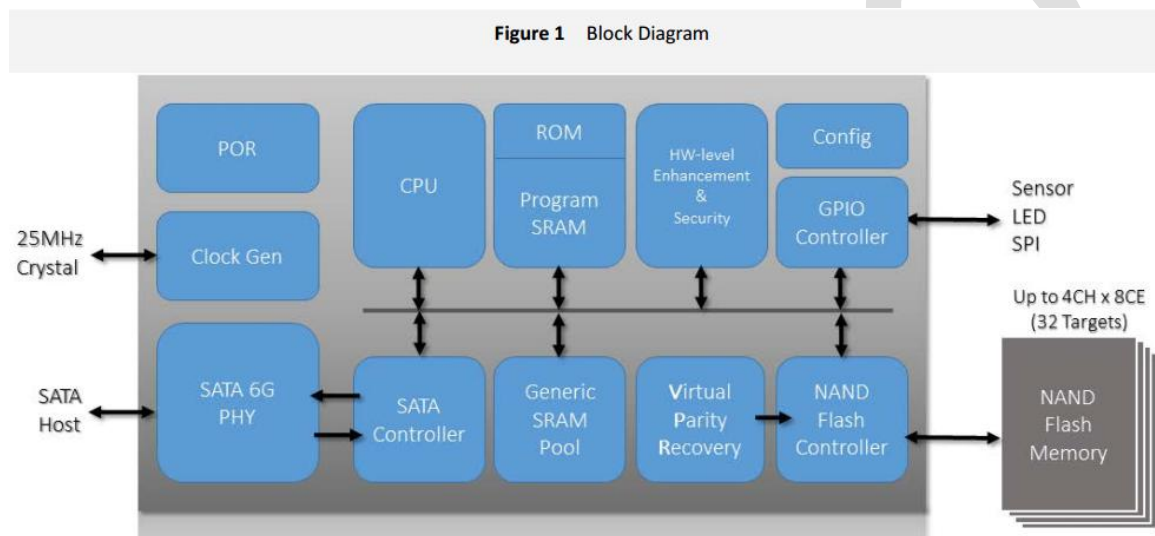 Figure 1 Block Diagram
POR
CPU
ROM
Program
SRAM
HW-level
Enhancement
&
Security
Config
GPIO
Controller
Sensor
LED
SPI
25MHz
Crystal
Clock Gen
Up to 4CH x 8CE
(32 Targets)
SATA
Host
SATA 6G
PHY
SATA
Controller
Generic
SRAM
Pool
Virtual
Parity
Recovery
NAND
Flash
Controller
NAND
Flash
Memory